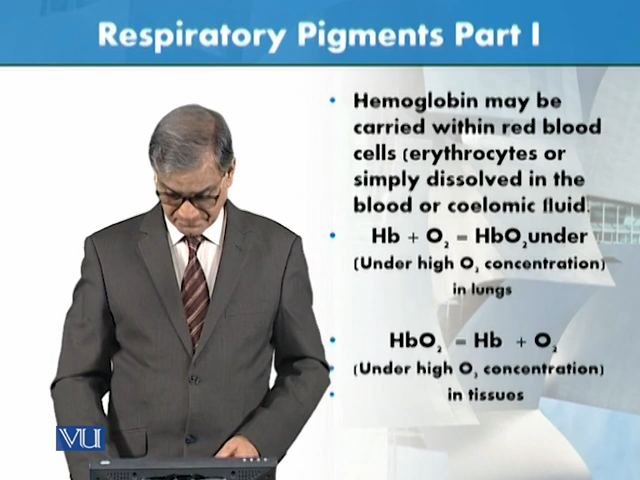 Respiratory Pigments Part I
• Hemoglobin may be
carried within red blood
cells (erythrocytes or
simply dissolved in the
blood or coelomic fluid.
• Hb + O₂ = HbO₂under
(Under high O₂ concentration)
in lungs
• HbO₂ = Hb + O₂
• (Under high O₂ concentration)
• in tissues
VU